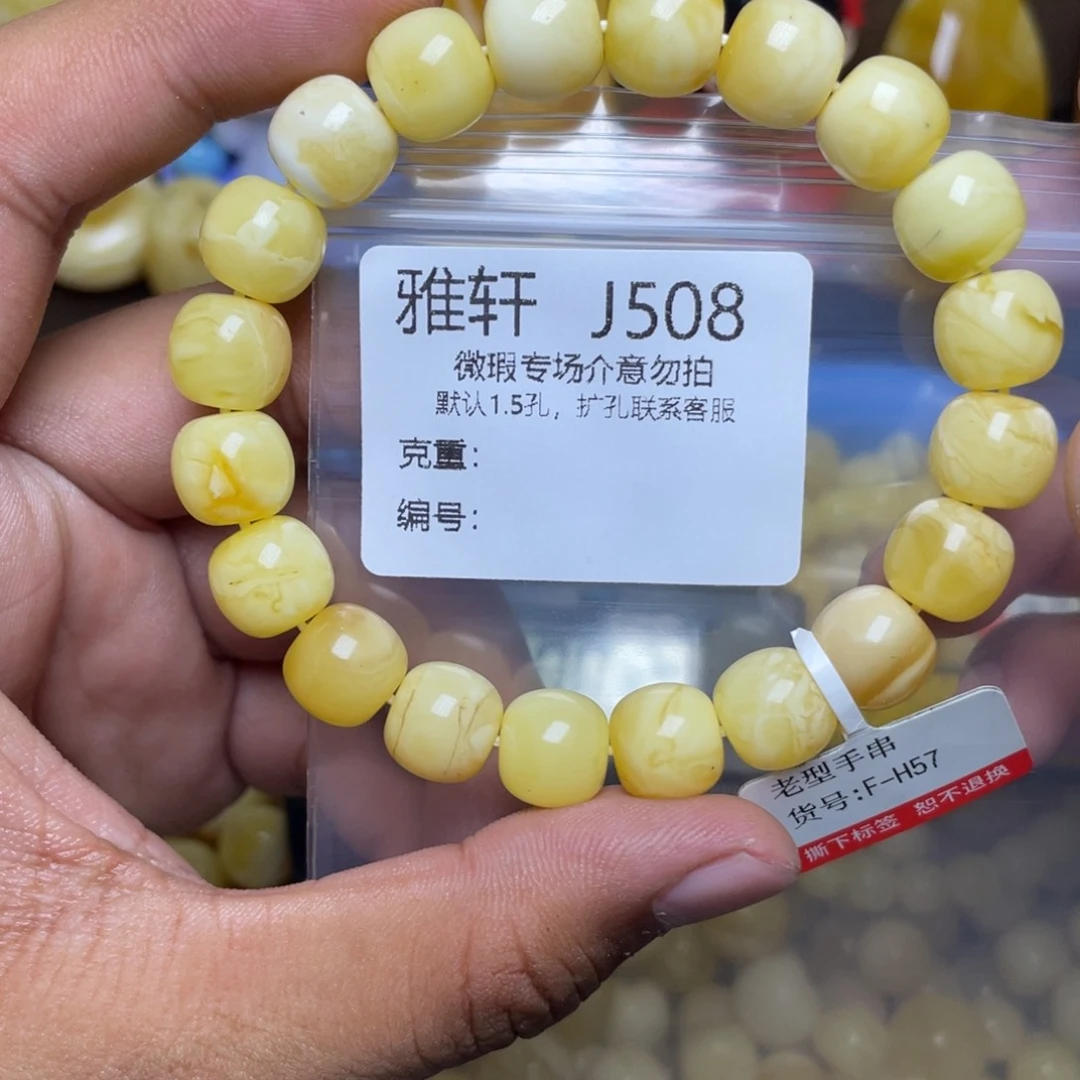 雅轩 J508
微瑕专场介意勿拍
默认1.5孔，扩孔联系客服
克重：
编号：
老型手串
货号:F-H57
撕下标签 恕不退换